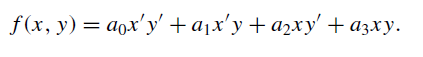 f(x, y) = a₀x′y′ + a₁x′y + a₂xy′ + a₃xy.